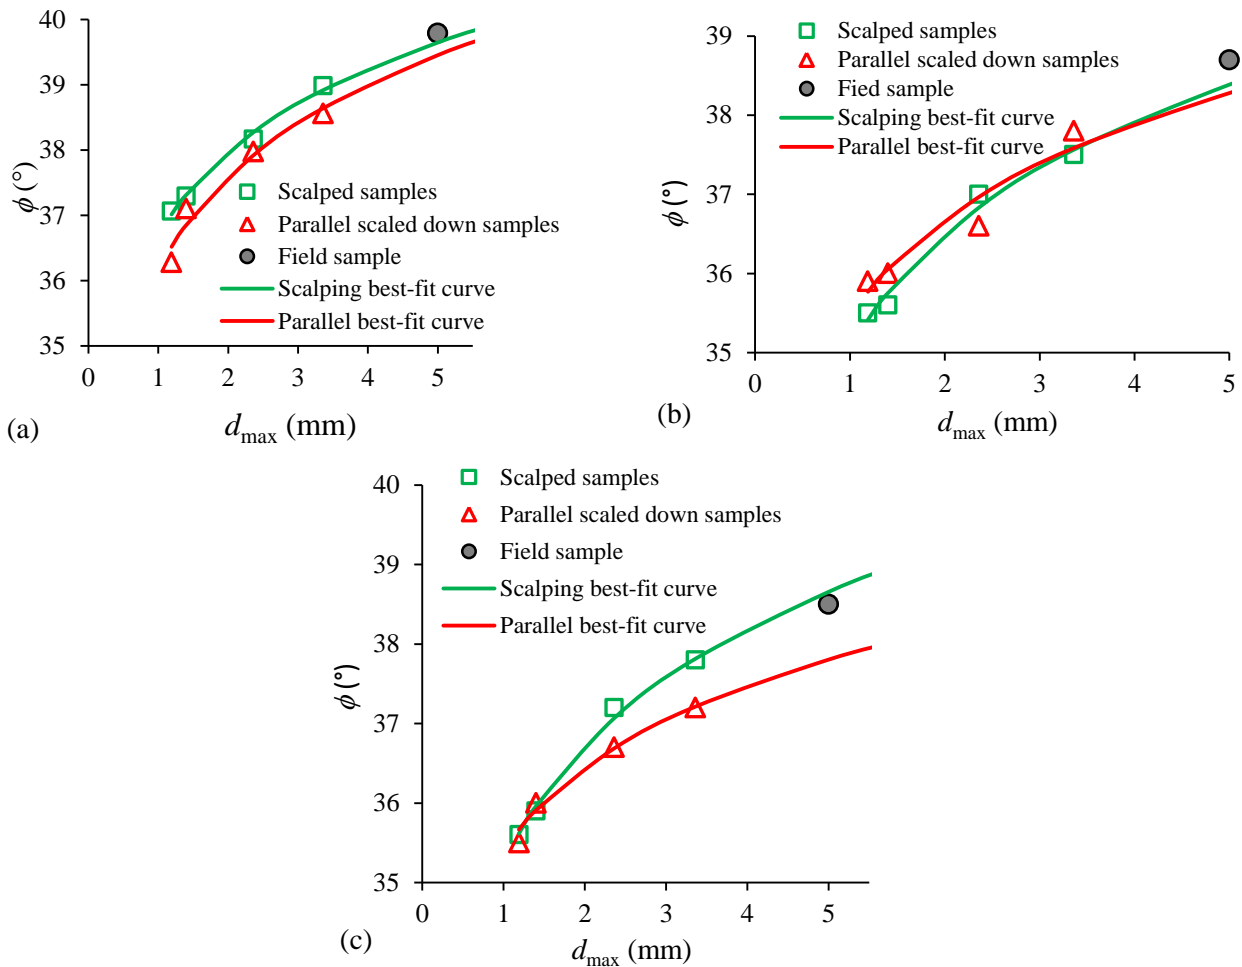 40
39
38
37
36
35
ϕ (°)
Scalped samples
Parallel scaled down samples
Field sample
Scalping best-fit curve
Parallel best-fit curve
0 1 2 3 4 5
d max (mm)
(a)
Scalped samples
Parallel scaled down samples
Fied sample
Scalping best-fit curve
Parallel best-fit curve
39
38
37
36
35
ϕ (°)
0 1 2 3 4 5
d max (mm)
(b)
Scalped samples
Parallel scaled down samples
Field sample
Scalping best-fit curve
Parallel best-fit curve
40
39
38
37
36
35
ϕ (°)
0 1 2 3 4 5
d max (mm)
(c)